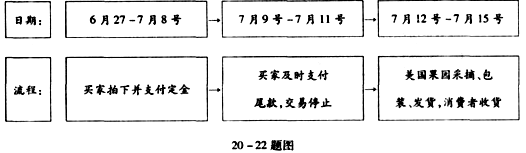 日期: 6月27-7月8号 7月9号-7月11号 7月12号-7月15号
流程: 买家拍下并支付定金 买家及时支付尾款,交易停止 美国果园采摘、包装、发货,消费者收货
20-22题图